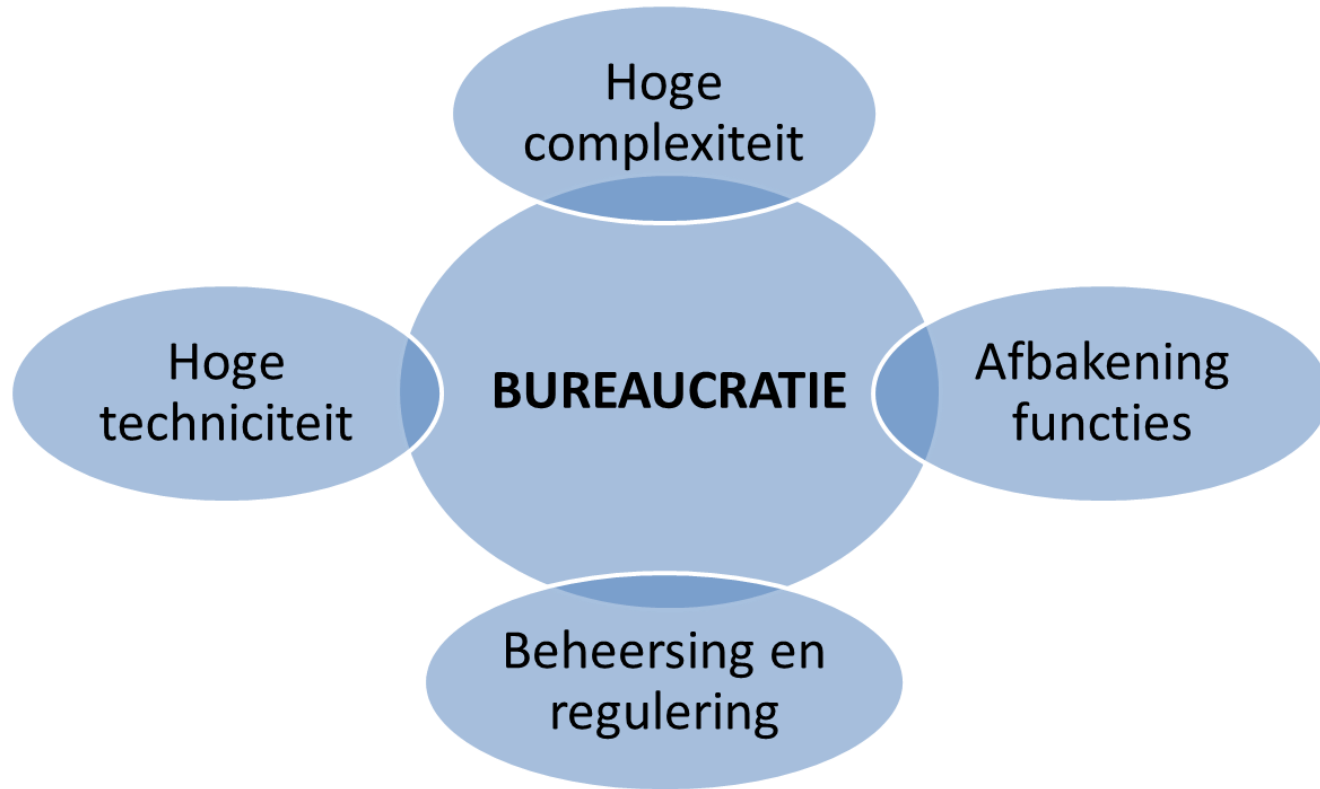 Hoge
complexiteit
Hoge
techniciteit
BUREAUCRATIE
Afbakening
functies
Beheersing en
regulering